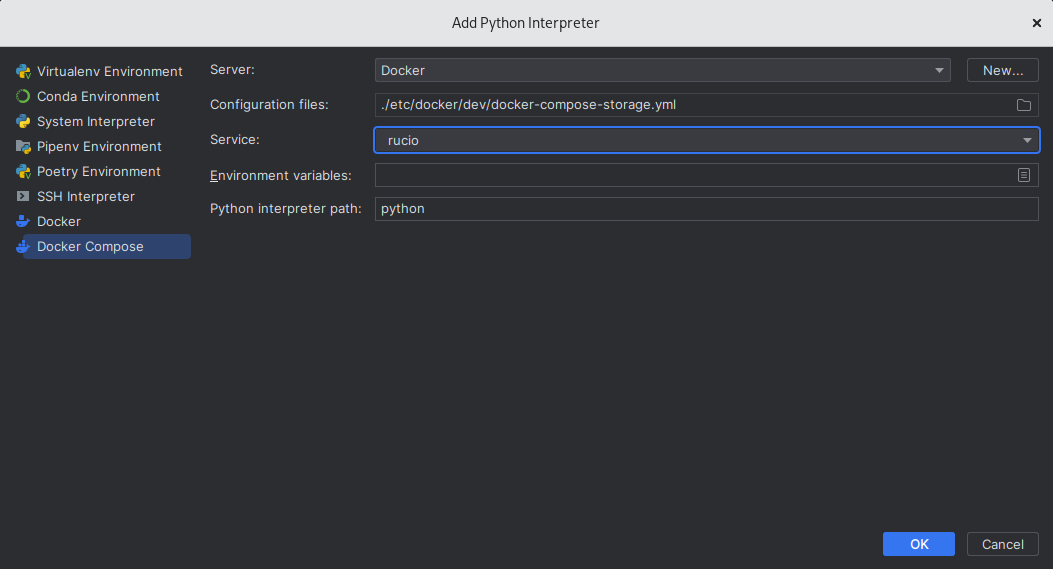 Add Python Interpreter
Virtualenv Environment
Conda Environment
System Interpreter
Pipenv Environment
Poetry Environment
SSH Interpreter
Docker
Docker Compose
Server:
Docker
New...
Configuration files:
./etc/docker/dev/docker-compose-storage.yml
Service:
rucio
Environment variables:
Python interpreter path:
python
OK
Cancel